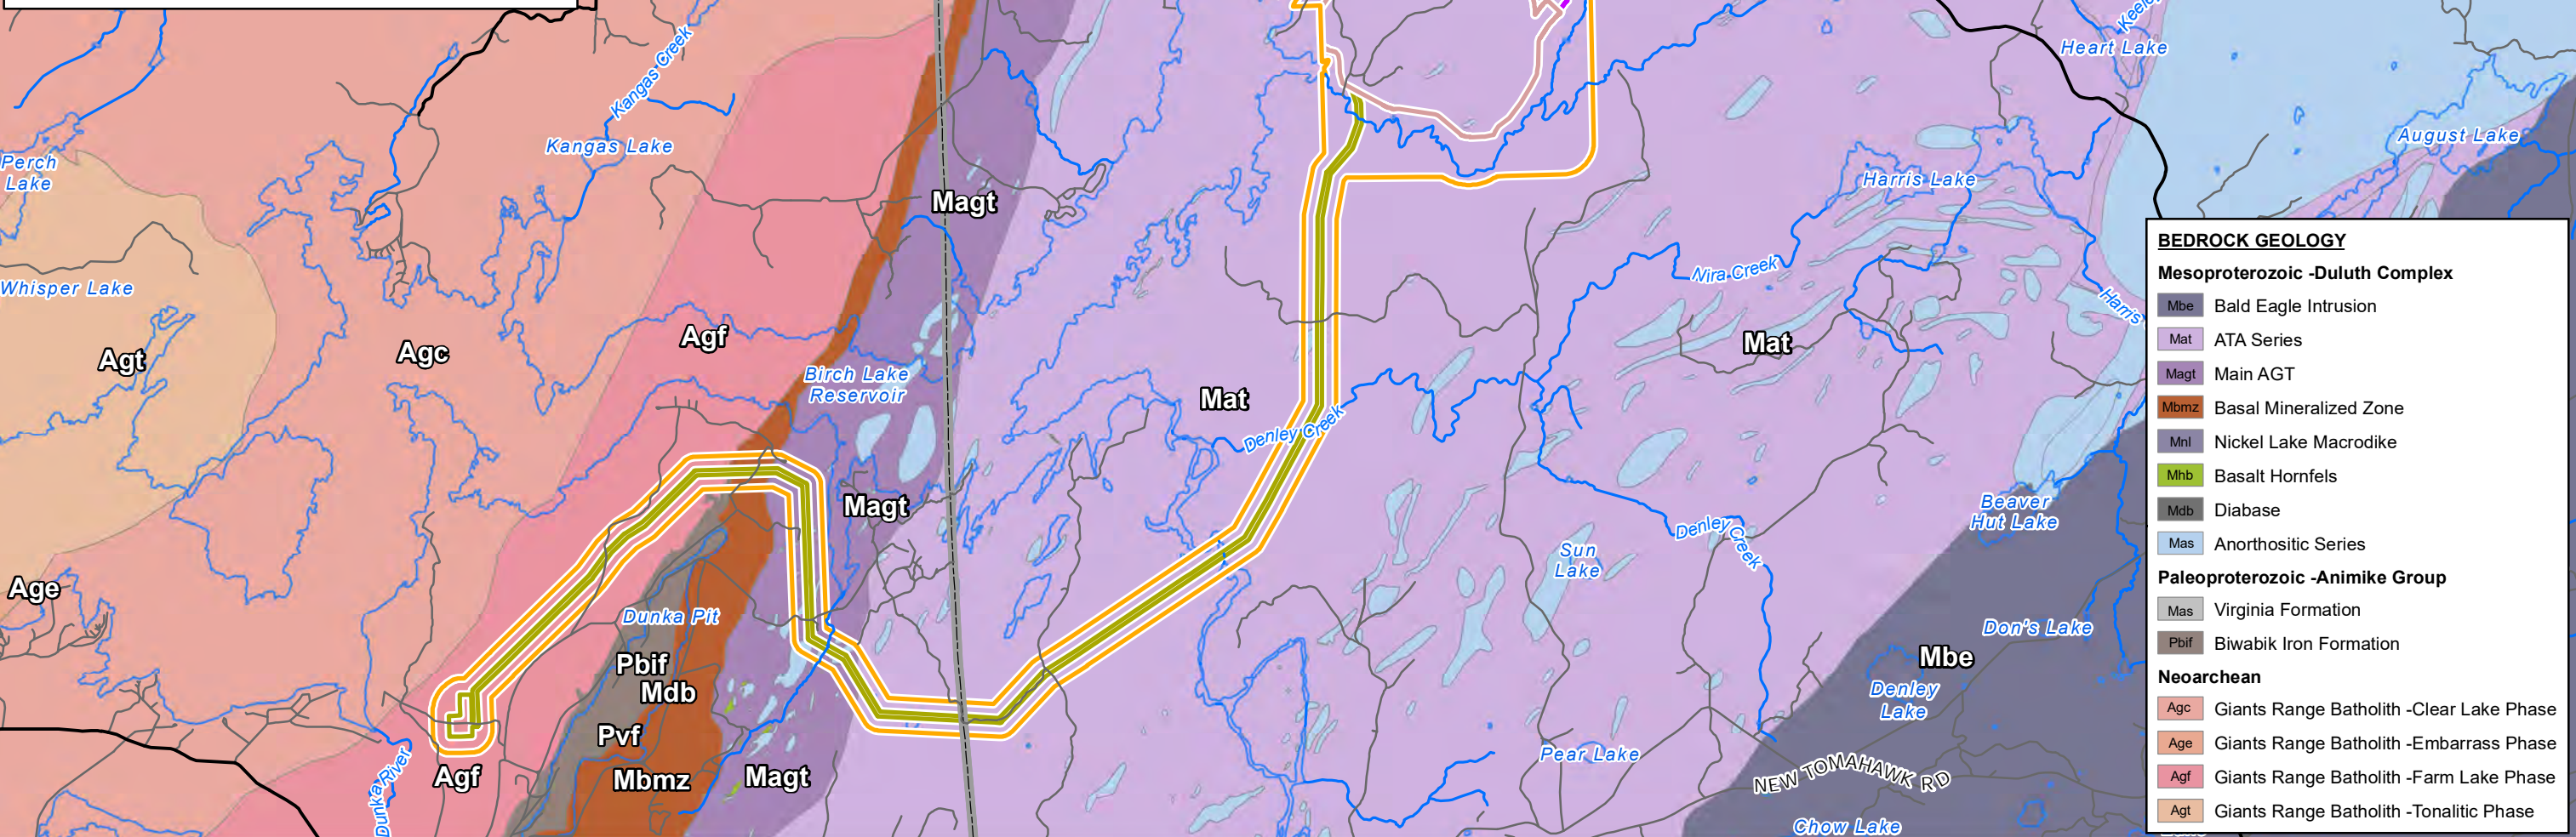 Kangas Creek
Keelo
Heart Lake
Perch
Lake
Kangas Lake
August Lake
Harris Lake
Magt
Whisper Lake
Nira Creek
Harris
Agt
Agc
Agf
Mat
Birch Lake
Reservoir
Mat
Denley Creek
Magt
Beaver
Hut Lake
Denley
Creek
Sun
Lake
Age
Dunka Pit
Don's Lake
Pbif
Mdb
Mbe
Denley
Lake
Pvf
Pear Lake
Agf
Mbmz
Magt
Dunka River
NEW TOMAHAWK RD
Chow Lake
BEDROCK GEOLOGY
Mesoproterozoic -Duluth Complex
Mbe Bald Eagle Intrusion
Mat ATA Series
Magt Main AGT
Mbmz Basal Mineralized Zone
Mnl Nickel Lake Macrodike
Mhb Basalt Hornfels
Mdb Diabase
Mas Anorthositic Series
Paleoproterozoic -Animike Group
Mas Virginia Formation
Pbif Biwabik Iron Formation
Neoarchean
Agc Giants Range Batholith -Clear Lake Phase
Age Giants Range Batholith -Embarrass Phase
Agf Giants Range Batholith -Farm Lake Phase
Agt Giants Range Batholith -Tonalitic Phase